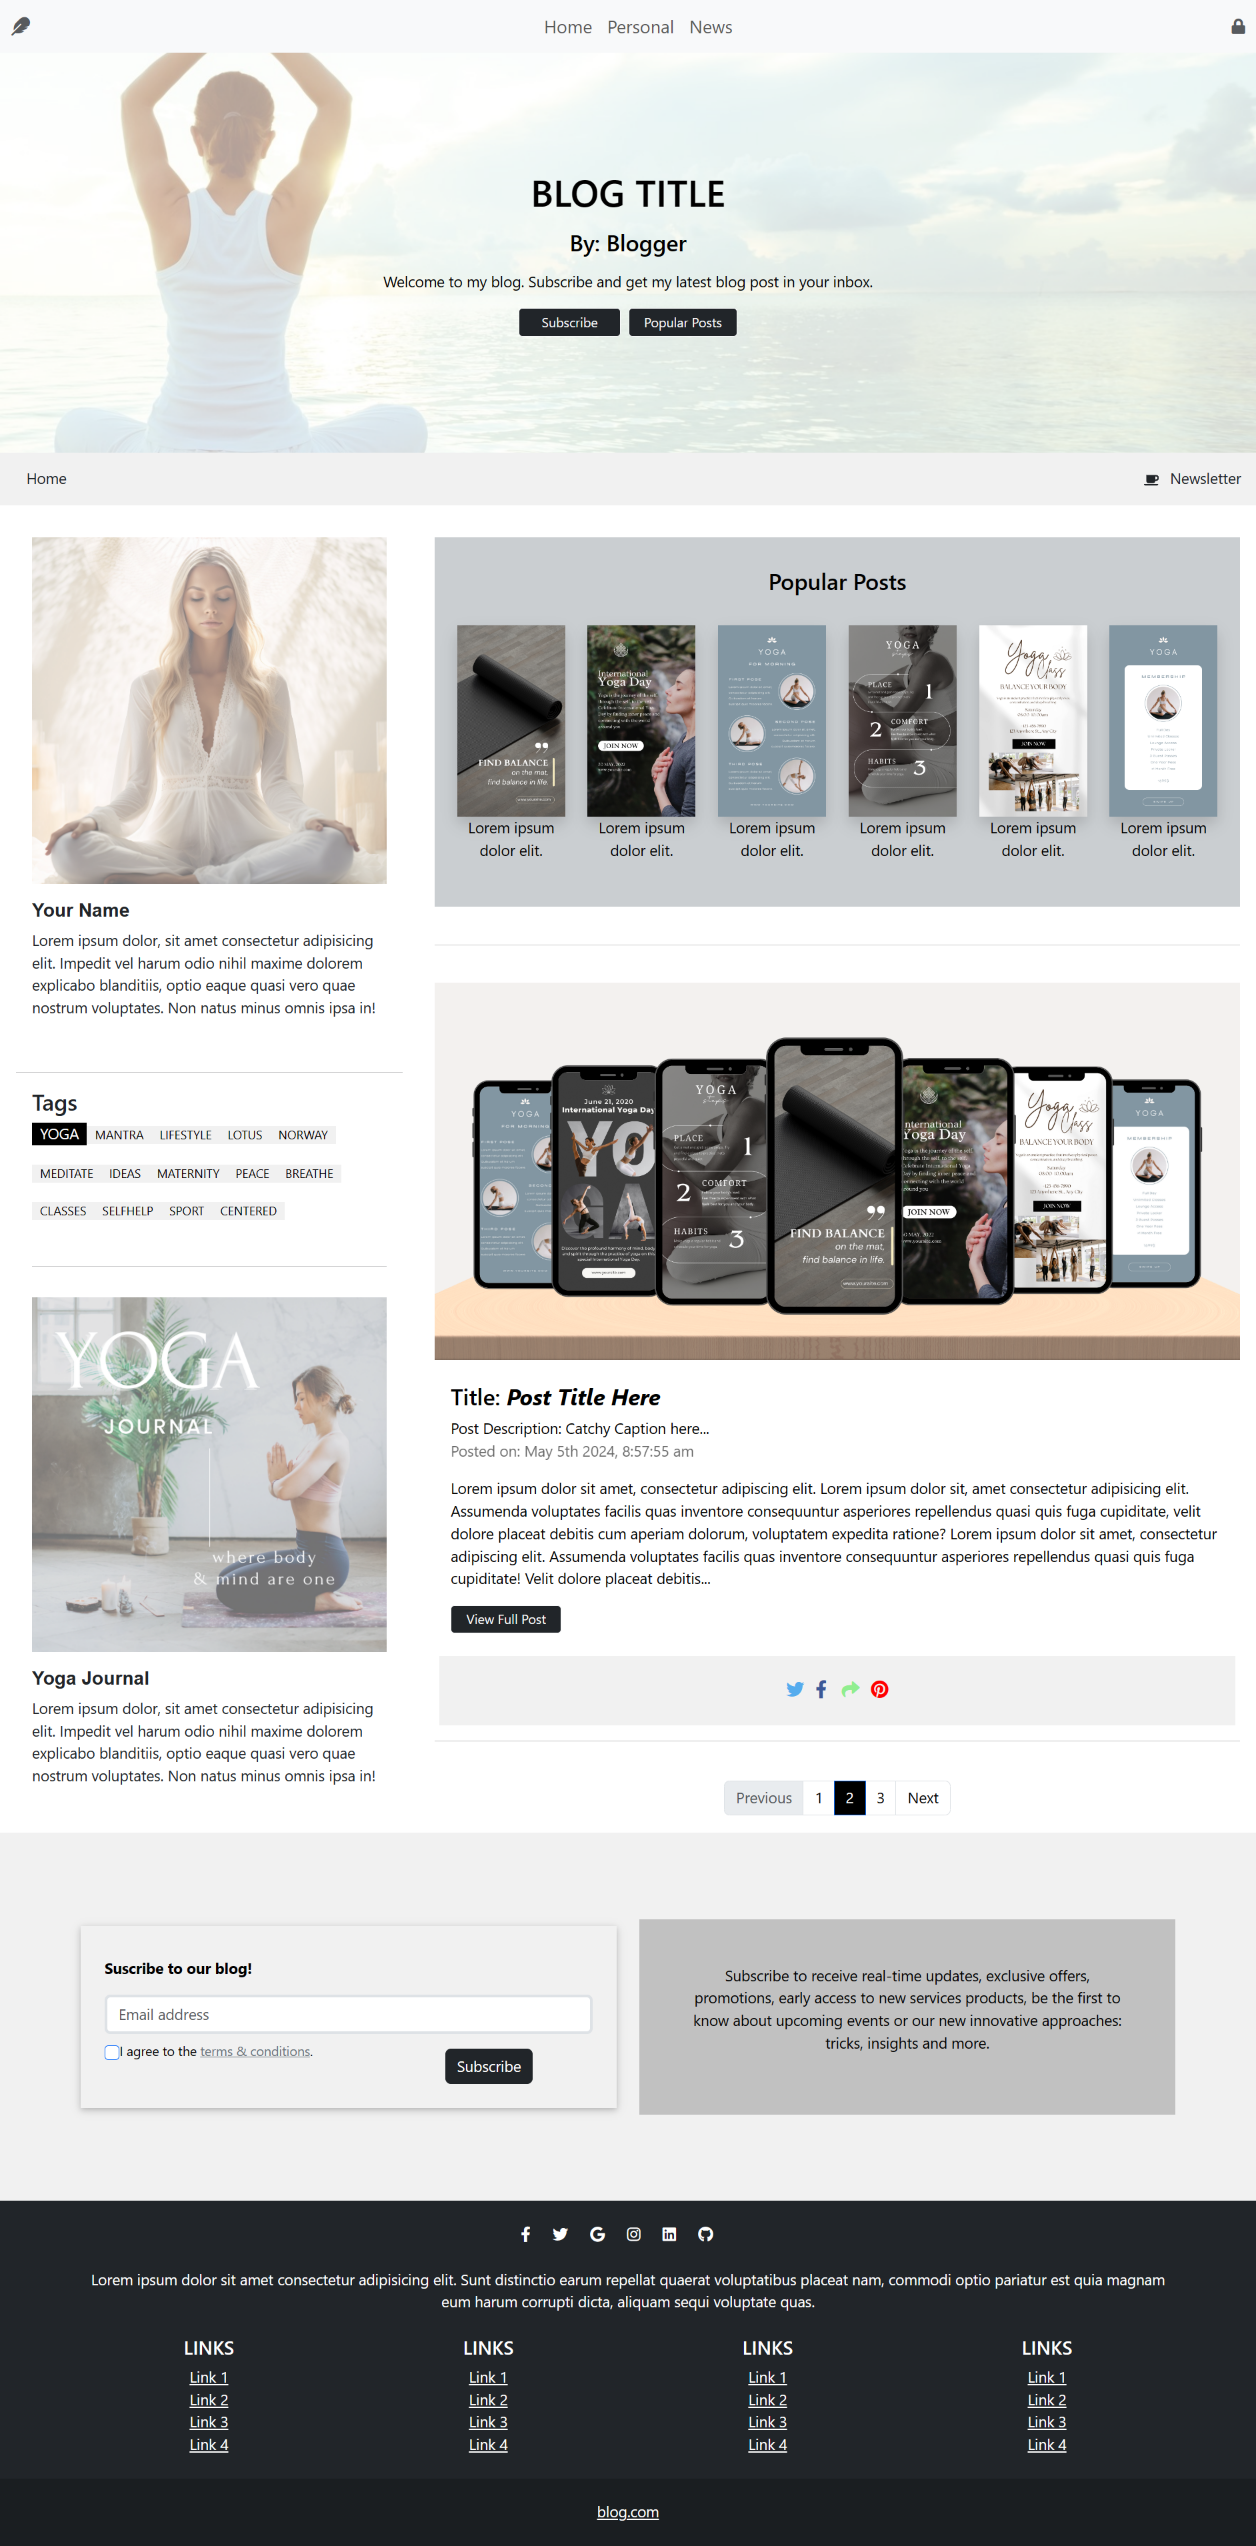 Home Personal News
BLOG TITLE
By: Blogger
Welcome to my blog. Subscribe and get my latest blog post in your inbox.
Subscribe Popular Posts
Home Newsletter
Your Name
Lorem ipsum dolor, sit amet consectetur adipisicing
elit. Impedit vel harum odio nihil maxime dolorem
explicabo blanditiis, optio eaque quasi vero quae
nostrum voluptates. Non natus minus omnis ipsa in!
Tags
YOGA MANTRA LIFESTYLE LOTUS NORWAY
MEDITATE IDEAS MATERNITY PEACE BREATHE
CLASSES SELFHELP SPORT CENTERED
YOGA
JOURNAL
where body
& mind are one
Yoga Journal
Lorem ipsum dolor, sit amet consectetur adipisicing
elit. Impedit vel harum odio nihil maxime dolorem
explicabo blanditiis, optio eaque quasi vero quae
nostrum voluptates. Non natus minus omnis ipsa in!
Popular Posts
FIND BALANCE
on the mat,
find balance in life.
Lorem ipsum
dolor elit.
International
Yoga Day
JOIN NOW
Lorem ipsum
dolor elit.
YOGA
FOR MORNING
FIRST POSE
SECOND POSE
THIRD POSE
Lorem ipsum
dolor elit.
YOGA
PLACE
1
2 COMFORT
HABITS
3
Lorem ipsum
dolor elit.
Yoga
Class
BALANCE YOUR BODY
JOIN NOW
Lorem ipsum
dolor elit.
YOGA
MEMBERSHIP
Lorem ipsum
dolor elit.
YOGA
June 21, 2020
International Yoga Day
YO
GA
YOGA
PLACE
1
2 COMFORT
HABITS
3
FIND BALANCE
on the mat,
find balance in life.
nternational
Yoga Day
JOIN NOW
Yoga
Class
BALANCE YOUR BODY
JOIN NOW
YOGA
MEMBERSHIP
Title: Post Title Here
Post Description: Catchy Caption here...
Posted on: May 5th 2024, 8:57:55 am
Lorem ipsum dolor sit amet, consectetur adipiscing elit. Lorem ipsum dolor sit, amet consectetur adipisicing elit.
Assumenda voluptates facilis quas inventore consequuntur asperiores repellendus quasi quis fuga cupiditate, velit
dolore placeat debitis cum aperiam dolorum, voluptatem expedita ratione? Lorem ipsum dolor sit amet, consectetur
adipiscing elit. Assumenda voluptates facilis quas inventore consequuntur asperiores repellendus quasi quis fuga
cupiditate! Velit dolore placeat debitis...
View Full Post
Previous 1 2 3 Next
Suscribe to our blog!
Email address
I agree to the terms & conditions.
Subscribe
Subscribe to receive real-time updates, exclusive offers,
promotions, early access to new services products, be the first to
know about upcoming events or our new innovative approaches:
tricks, insights and more.
Lorem ipsum dolor sit amet consectetur adipisicing elit. Sunt distinctio earum repellat quaerat voluptatibus placeat nam, commodi optio pariatur est quia magnam
eum harum corrupti dicta, aliquam sequi voluptate quas.
LINKS LINKS LINKS LINKS
Link 1 Link 1 Link 1 Link 1
Link 2 Link 2 Link 2 Link 2
Link 3 Link 3 Link 3 Link 3
Link 4 Link 4 Link 4 Link 4
blog.com